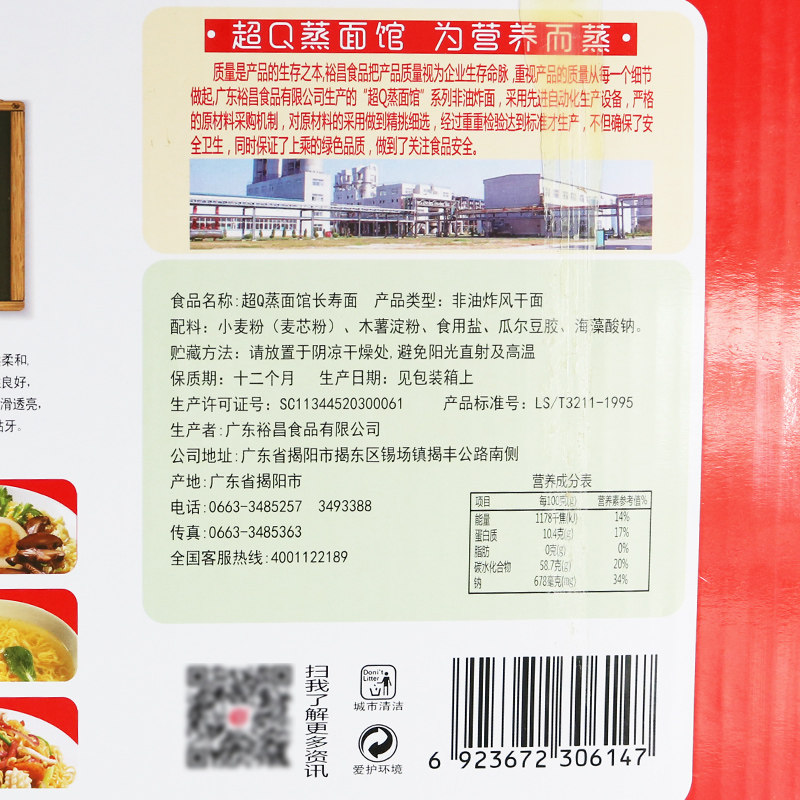 ·超Q蒸面馆 为营养而蒸·
质量是产品的生存之本,裕昌食品把产品质量视为企业生存命脉,重视产品的质量从每一个细节
做起,广东裕昌食品有限公司生产的“超Q蒸面馆”系列非油炸面，采用先进自动化生产设备，严格
的原材料采购机制，对原材料的采用做到精挑细选，经过重重检验达到标准才生产，不但确保了安
全卫生，同时保证了上乘的绿色品质，做到了关注食品安全。
食品名称:超Q蒸面馆长寿面 产品类型：非油炸风干面
配料：小麦粉（麦芯粉）、木薯淀粉、食用盐、瓜尔豆胶、海藻酸钠。
贮藏方法：请放置于阴凉干燥处,避免阳光直射及高温
保质期：十二个月 生产日期：见包装箱上
生产许可证号：SC11344520300061 产品标准号：LS/T3211-1995
生产者:广东裕昌食品有限公司
公司地址:广东省揭阳市揭东区锡场镇揭丰公路南侧
产地:广东省揭阳市
电话:0663-3485257 3493388
传真:0663-3485363
全国客服热线:4001122189
营养成分表
项目 每100克(g) 营养素参考值%
能量 1178千焦(kJ) 14%
蛋白质 10.4克(g) 17%
脂肪 0克(g) 0%
碳水化合物 58.7克(g) 20%
钠 678毫克(mg) 34%
柔和,
良好,
滑透亮,
粘牙。
扫我了解更多资讯
Don't
Litter
城市清洁
爱护环境
6 923672 306147